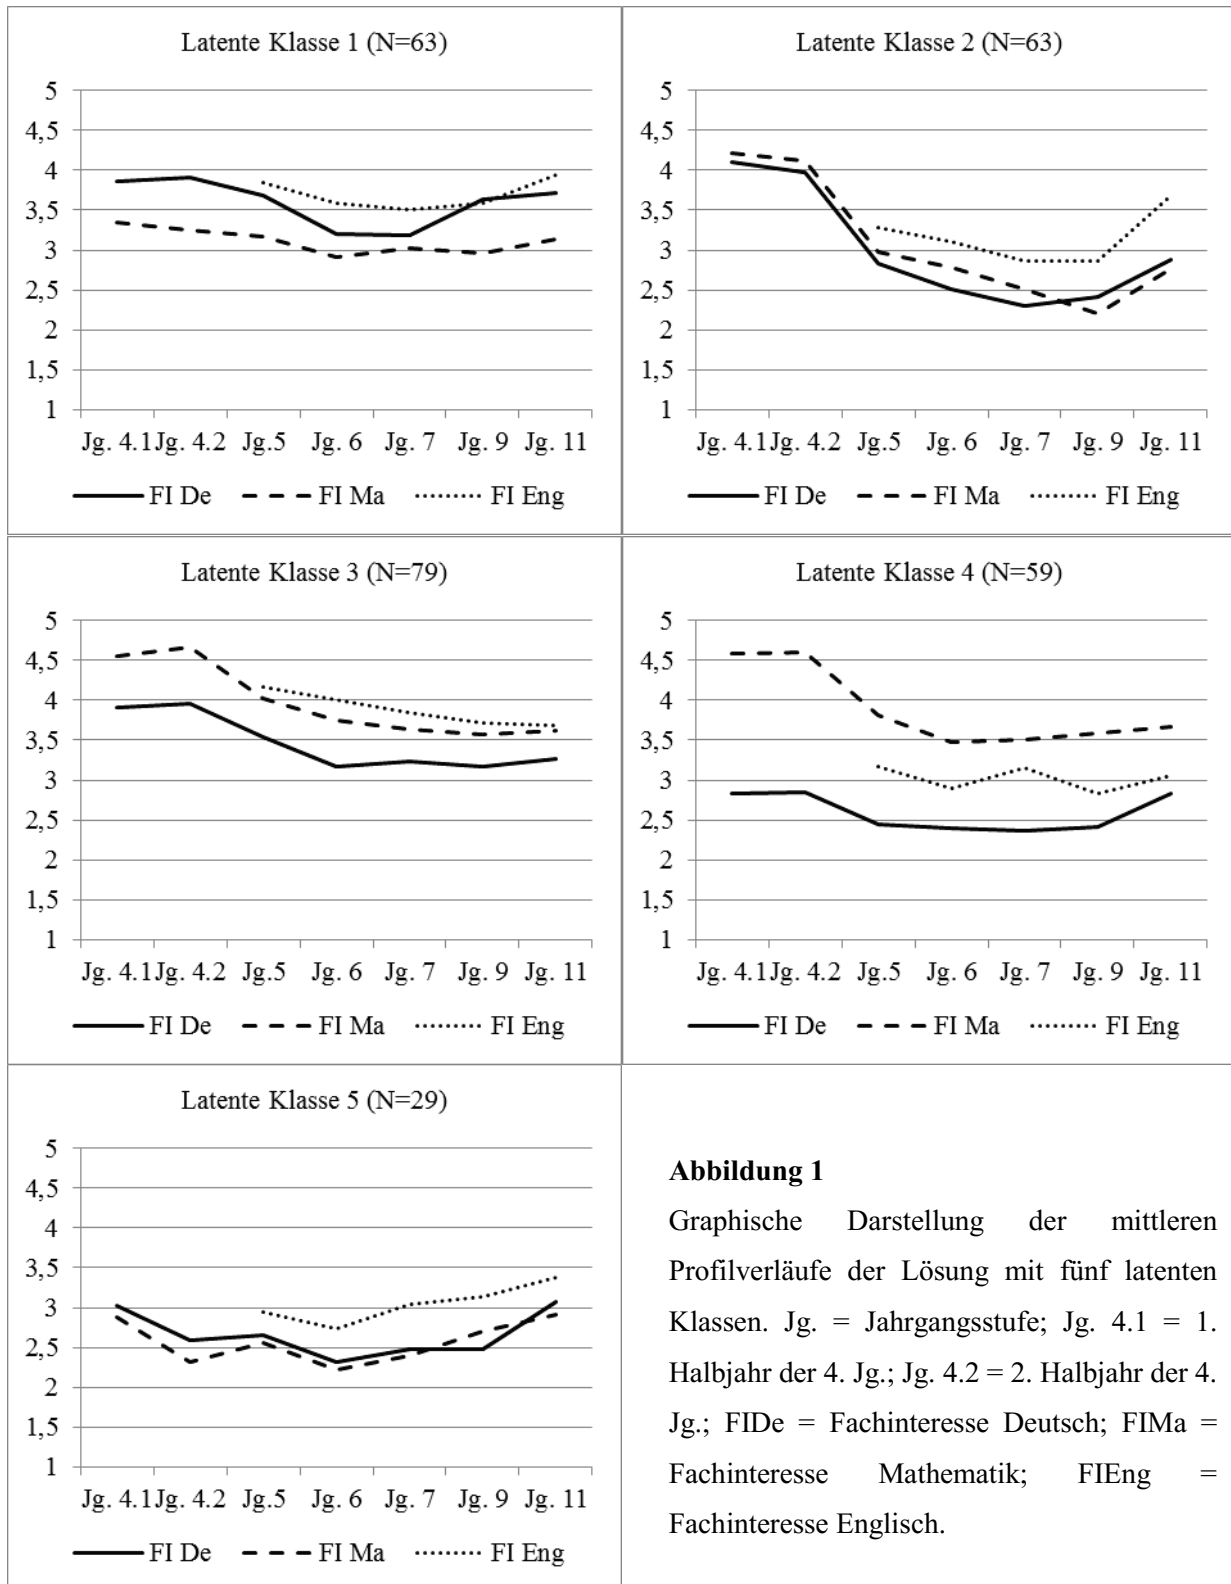 Latente Klasse 1 (N=63)
5
4,5
4
3,5
3
2,5
2
1,5
1
Jg. 4.1 Jg. 4.2 Jg.5 Jg. 6 Jg. 7 Jg. 9 Jg. 11
FI De FI Ma FI Eng
Latente Klasse 2 (N=63)
5
4,5
4
3,5
3
2,5
2
1,5
1
Jg. 4.1 Jg. 4.2 Jg.5 Jg. 6 Jg. 7 Jg. 9 Jg. 11
FI De FI Ma FI Eng
Latente Klasse 3 (N=79)
5
4,5
4
3,5
3
2,5
2
1,5
1
Jg. 4.1 Jg. 4.2 Jg.5 Jg. 6 Jg. 7 Jg. 9 Jg. 11
FI De FI Ma FI Eng
Latente Klasse 4 (N=59)
5
4,5
4
3,5
3
2,5
2
1,5
1
Jg. 4.1 Jg. 4.2 Jg.5 Jg. 6 Jg. 7 Jg. 9 Jg. 11
FI De FI Ma FI Eng
Latente Klasse 5 (N=29)
5
4,5
4
3,5
3
2,5
2
1,5
1
Jg. 4.1 Jg. 4.2 Jg.5 Jg. 6 Jg. 7 Jg. 9 Jg. 11
FI De FI Ma FI Eng
Abbildung 1
Graphische Darstellung der mittleren
Profilverläufe der Lösung mit fünf latenten
Klassen. Jg. = Jahrgangsstufe; Jg. 4.1 = 1.
Halbjahr der 4. Jg.; Jg. 4.2 = 2. Halbjahr der 4.
Jg.; FIDe = Fachinteresse Deutsch; FIMa =
Fachinteresse Mathematik; FIEng =
Fachinteresse Englisch.